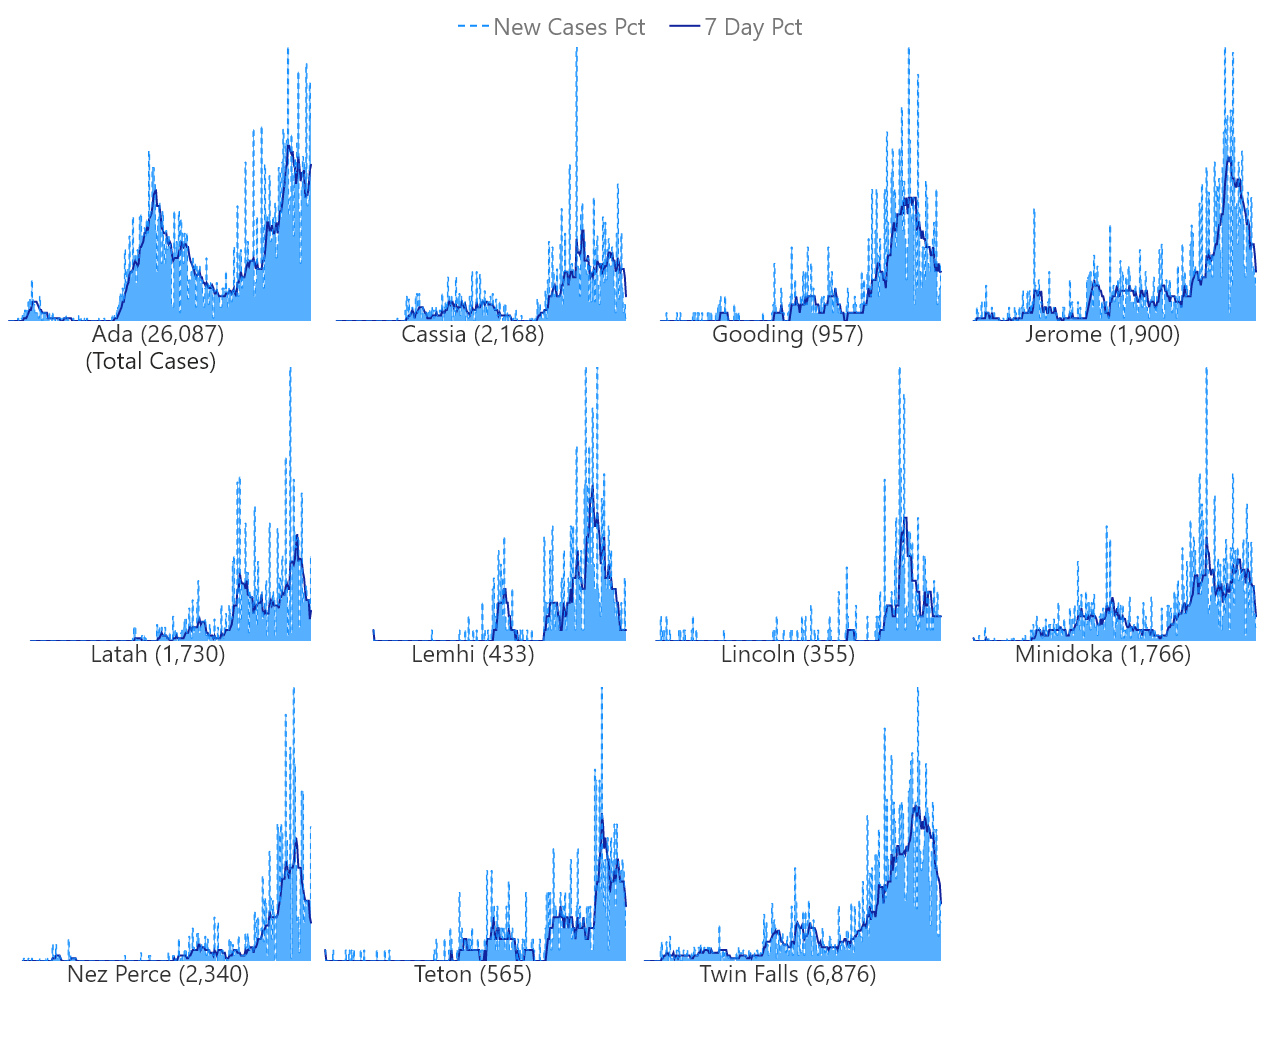 New Cases Pct 7 Day Pct
Ada (26,087)
(Total Cases)
Cassia (2,168)
Gooding (957)
Jerome (1,900)
Latah (1,730)
Lemhi (433)
Lincoln (355)
Minidoka (1,766)
Nez Perce (2,340)
Teton (565)
Twin Falls (6,876)